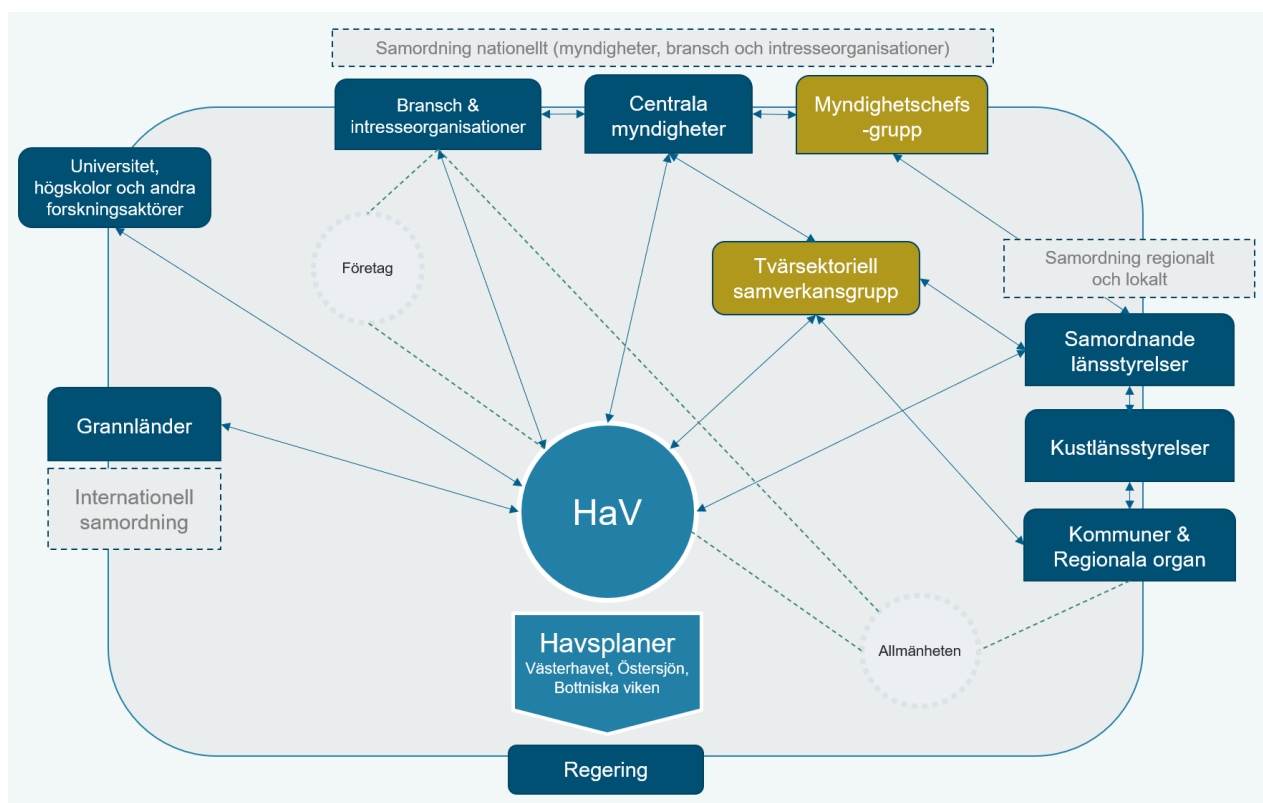 Samordning nationellt (myndigheter, bransch och intresseorganisationer)
Bransch &
intresseorganisationer
Centrala
myndigheter
Myndighetschefs
-grupp
Universitet,
högskolor och andra
forskningsaktörer
Företag
Tvärsektoriell
samverkansgrupp
Samordning regionalt
och lokalt
Samordnande
länsstyrelser
Grannländer
Kustlänsstyrelser
Internationell
samordning
HaV
Kommuner &
Regionala organ
Havsplaner
Västerhavet, Östersjön,
Bottniska viken
Allmänheten
Regering